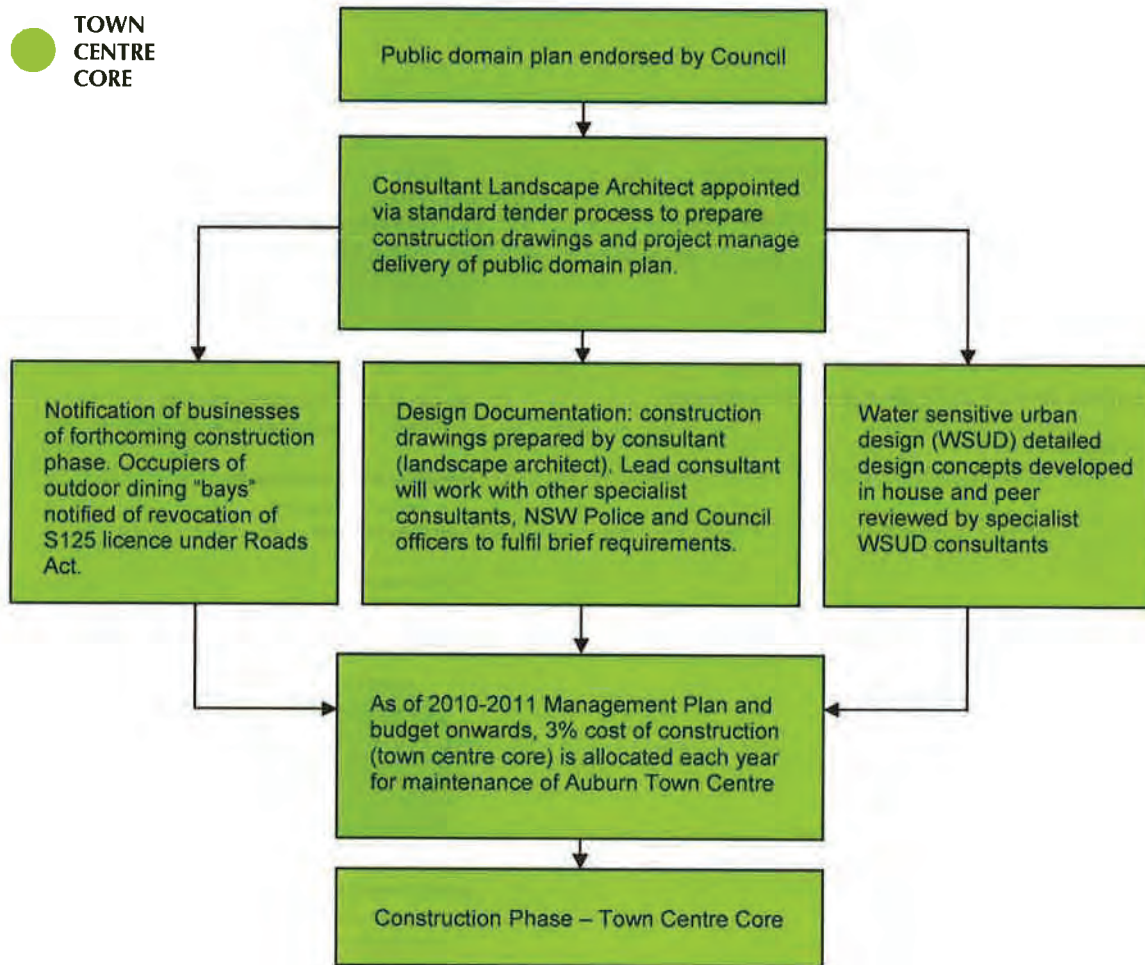 TOWN
CENTRE
CORE
Public domain plan endorsed by Council
Consultant Landscape Architect appointed
via standard tender process to prepare
construction drawings and project manage
delivery of public domain plan.
Notification of businesses
of forthcoming construction
phase. Occupiers of
outdoor dining "bays"
notified of revocation of
S125 licence under Roads
Act.
Design Documentation: construction
drawings prepared by consultant
(landscape architect). Lead consultant
will work with other specialist
consultants, NSW Police and Council
officers to fulfil brief requirements.
Water sensitive urban
design (WSUD) detailed
design concepts developed
in house and peer
reviewed by specialist
WSUD consultants
As of 2010-2011 Management Plan and
budget onwards, 3% cost of construction
(town centre core) is allocated each year
for maintenance of Auburn Town Centre
Construction Phase – Town Centre Core